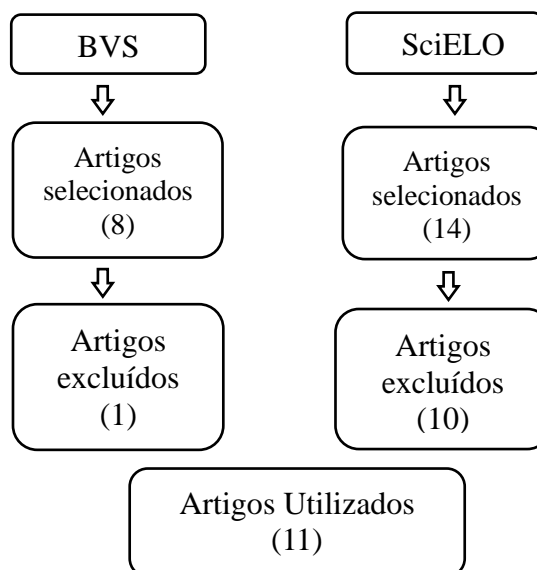 BVS
SciELO
Artigos
selecionados
(8)
Artigos
selecionados
(14)
Artigos
excluídos
(1)
Artigos
excluídos
(10)
Artigos Utilizados
(11)